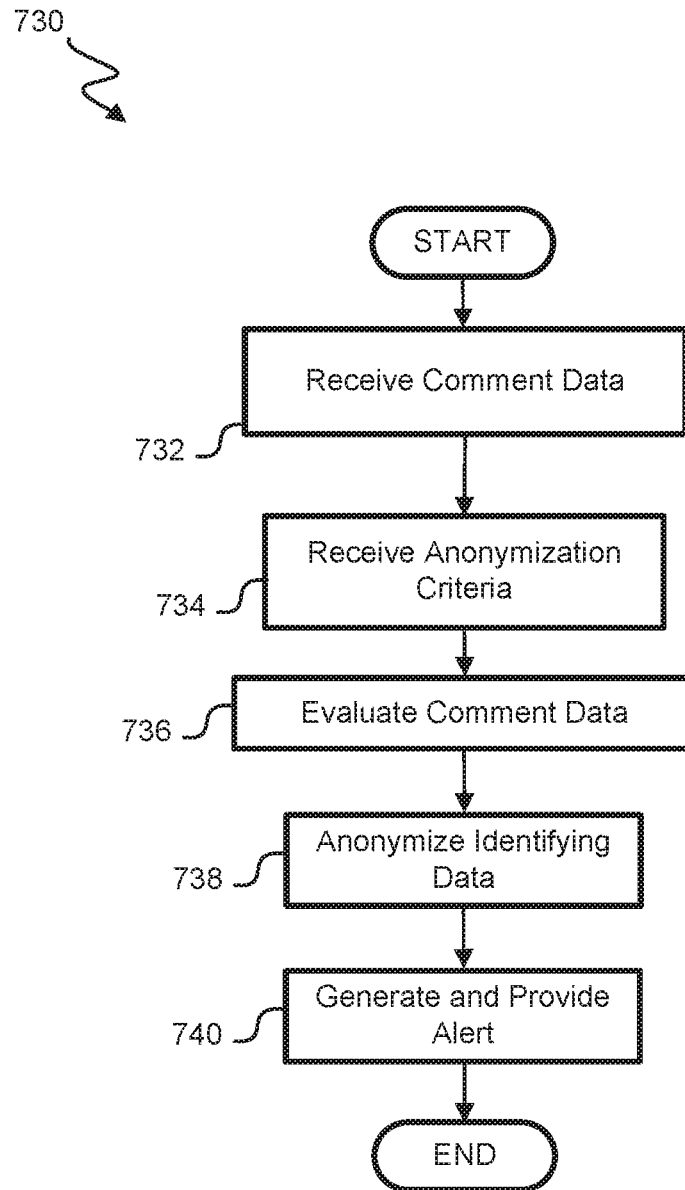 730
START
Receive Comment Data
732
Receive Anonymization
Criteria
734
Evaluate Comment Data
736
Anonymize Identifying
Data
738
Generate and Provide
Alert
740
END